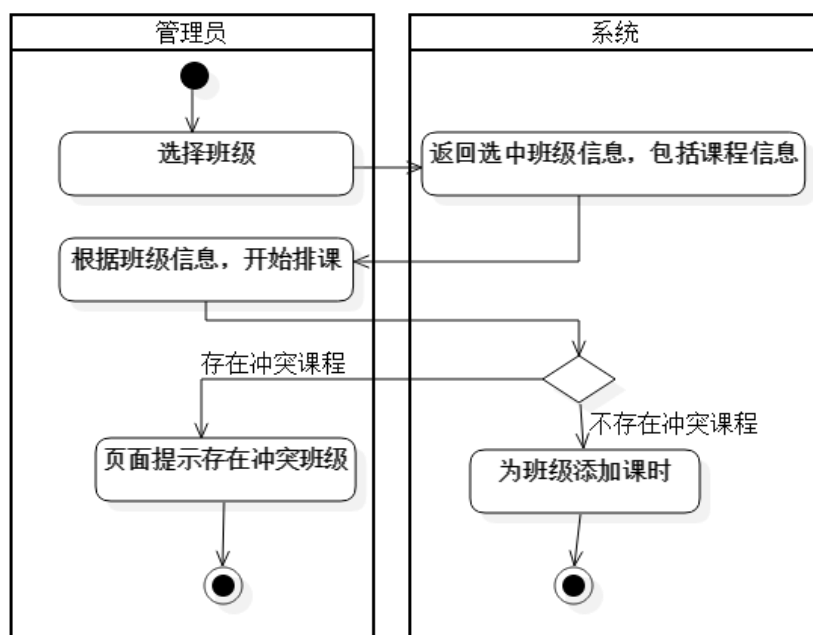 管理员
系统
选择班级
返回选中班级信息，包括课程信息
根据班级信息，开始排课
存在冲突课程
不存在冲突课程
页面提示存在冲突班级
为班级添加课时